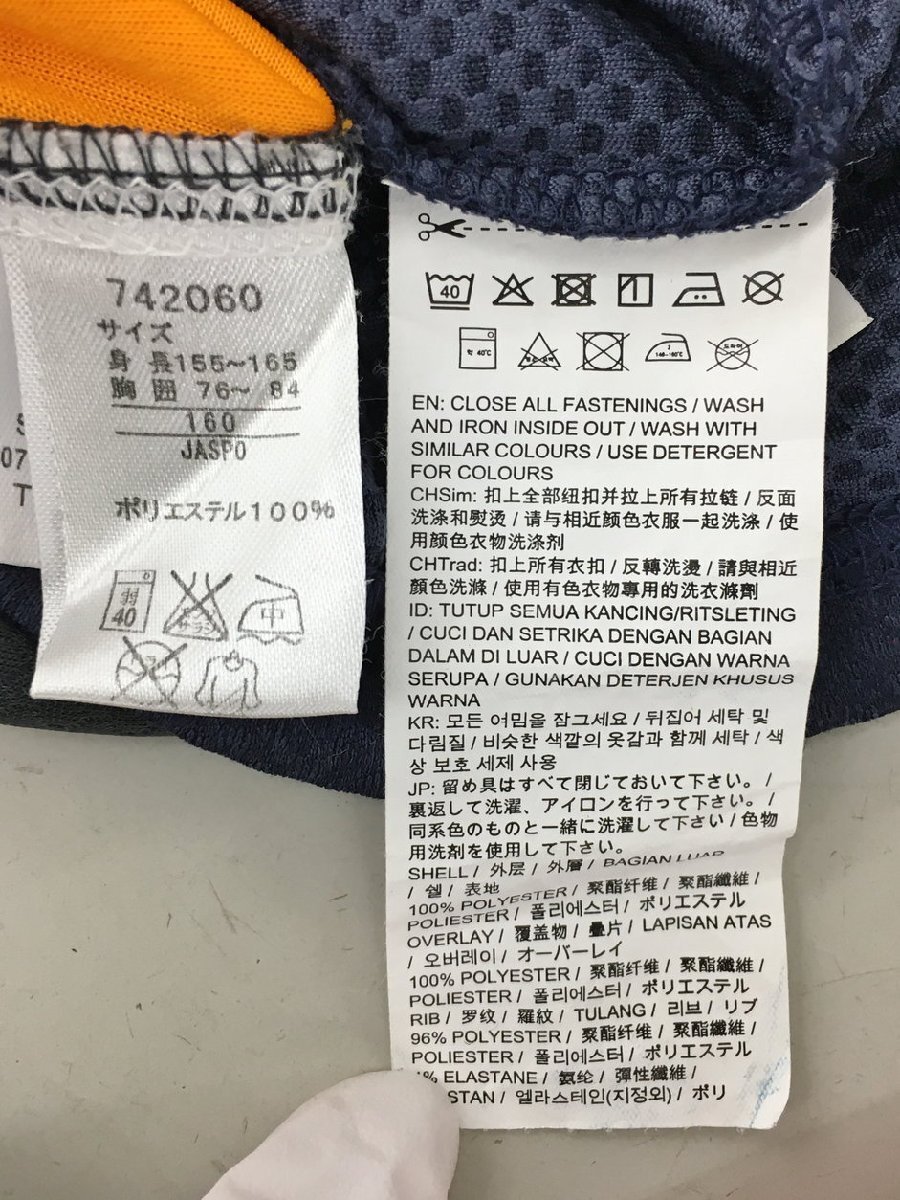 742060
サイズ
身 長155～165
胸 囲 76～ 84
160
JASPO
ポリエステル100%
弱
40
中
S
07
T
40
약 40℃
EN: CLOSE ALL FASTENINGS / WASH
AND IRON INSIDE OUT / WASH WITH
SIMILAR COLOURS / USE DETERGENT
FOR COLOURS
CHSim: 扣上全部纽扣并拉上所有拉链 / 反面
洗涤和熨烫 / 请与相近颜色衣服一起洗涤 / 使
用颜色衣物洗涤剂
CHTrad: 扣上所有衣扣 / 反轉洗燙 / 請與相近
顏色洗滌 / 使用有色衣物專用的洗衣滌劑
ID: TUTUP SEMUA KANCING/RITSLETING
/ CUCI DAN SETRIKA DENGAN BAGIAN
DALAM DI LUAR / CUCI DENGAN WARNA
SERUPA / GUNAKAN DETERJEN KHUSUS
WARNA
KR: 모든 여밈을 잠그세요 / 뒤집어 세탁 및
다림질 / 비슷한 색깔의 옷감과 함께 세탁 / 색
상 보호 세제 사용
JP: 留め具はすべて閉じておいて下さい。 /
裏返して洗濯、アイロンを行って下さい。 /
同系色のものと一緒に洗濯して下さい / 色物
用洗剤を使用して下さい。
SHELL / 外层 / 外層 / BAGIAN LUAR
/ 쉘 / 表地
100% POLYESTER / 聚酯纤维 / 聚酯纖維 /
POLIESTER / 폴리에스터 / ポリエステル
OVERLAY / 覆盖物 / 疊片 / LAPISAN ATAS
/ 오버레이 / オーバーレイ
100% POLYESTER / 聚酯纤维 / 聚酯纖維 /
POLIESTER / 폴리에스터 / ポリエステル
RIB / 罗纹 / 羅紋 / TULANG / 리브 / リブ
96% POLYESTER / 聚酯纤维 / 聚酯纖維 /
POLIESTER / 폴리에스터 / ポリエステル
% ELASTANE / 氨纶 / 彈性纖維 /
STAN / 엘라스테인(지정외) / ポリ